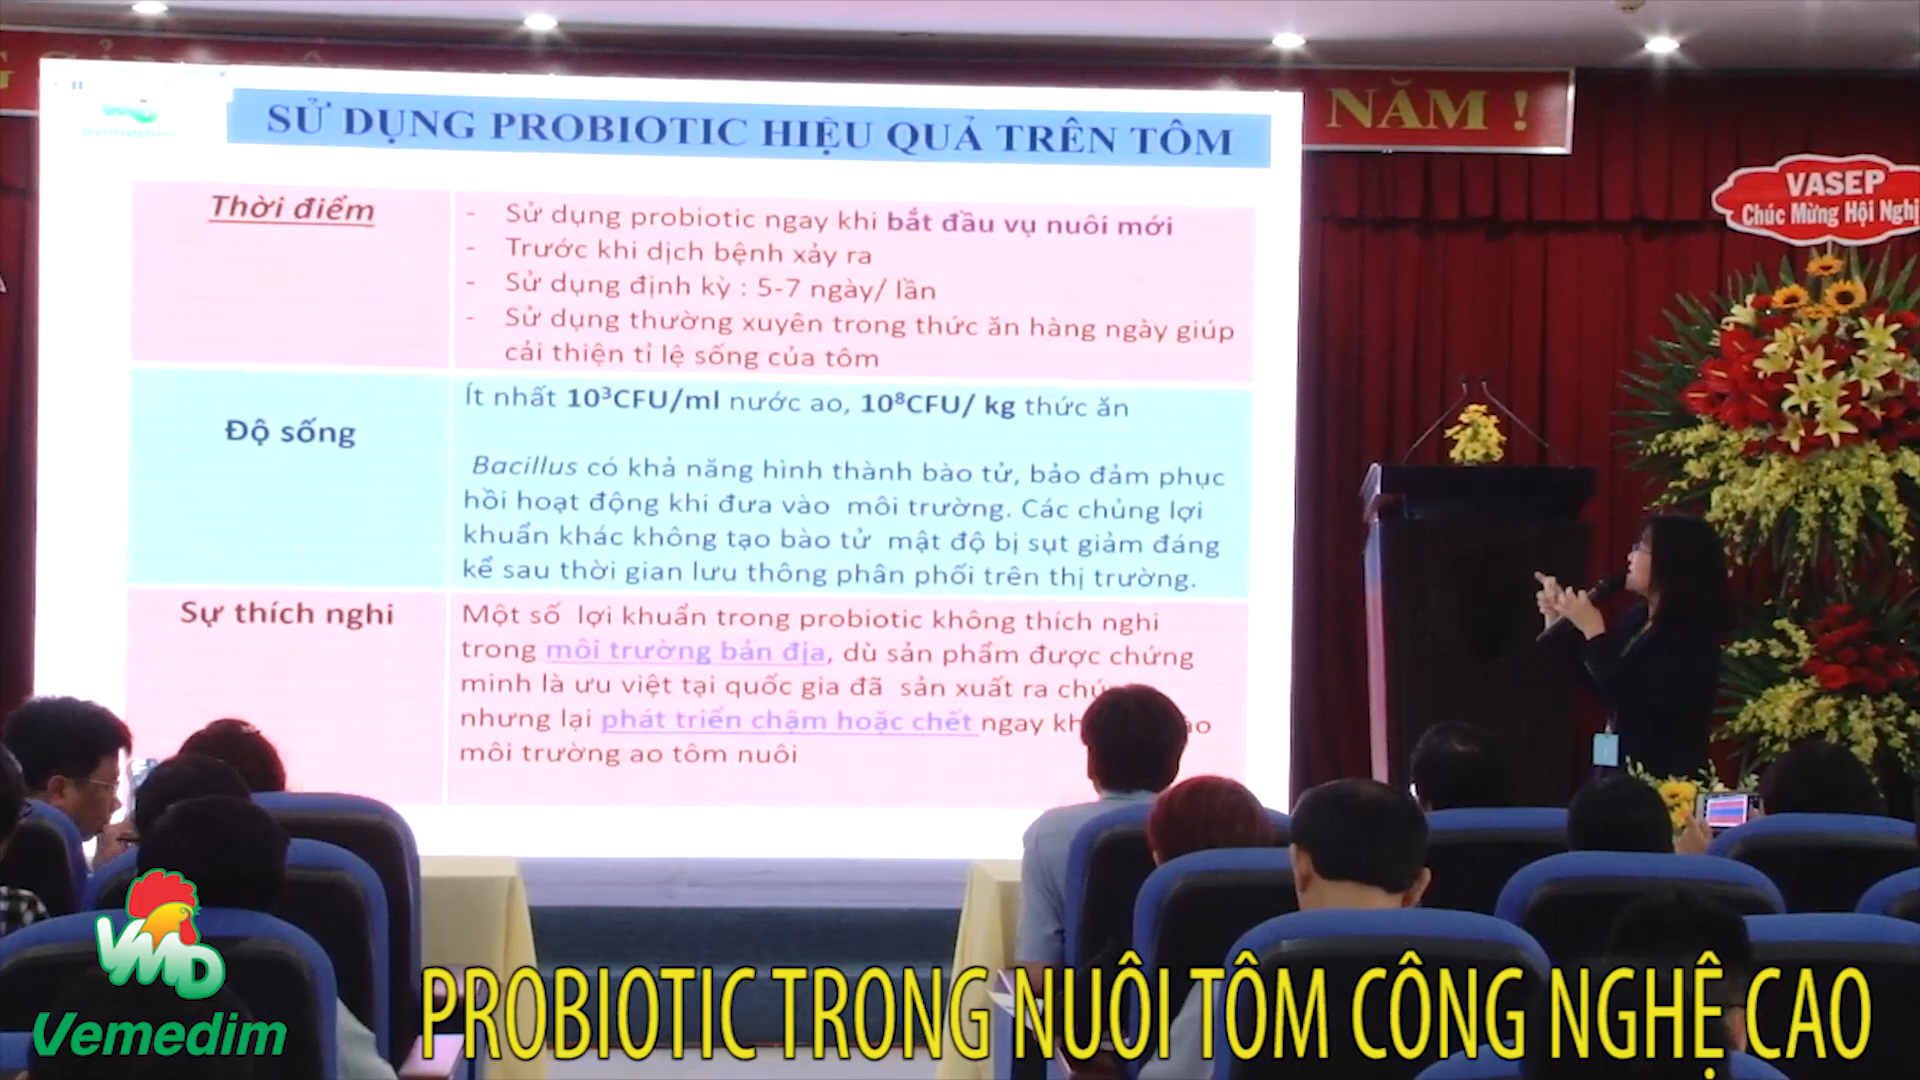 NĂM !
VASEP
Chúc Mừng Hội Nghị
SỬ DỤNG PROBIOTIC HIỆU QUẢ TRÊN TÔM
Thời điểm
- Sử dụng probiotic ngay khi bắt đầu vụ nuôi mới
- Trước khi dịch bệnh xảy ra
- Sử dụng định kỳ : 5-7 ngày/ lần
- Sử dụng thường xuyên trong thức ăn hàng ngày giúp
cải thiện tỉ lệ sống của tôm
Độ sống
Ít nhất 10³CFU/ml nước ao, 10⁸CFU/ kg thức ăn
Bacillus có khả năng hình thành bào tử, bảo đảm phục
hồi hoạt động khi đưa vào môi trường. Các chủng lợi
khuẩn khác không tạo bào tử mật độ bị sụt giảm đáng
kể sau thời gian lưu thông phân phối trên thị trường.
Sự thích nghi
Một số lợi khuẩn trong probiotic không thích nghi
trong môi trường bản địa, dù sản phẩm được chứng
minh là ưu việt tại quốc gia đã sản xuất ra
nhưng lại phát triển chậm hoặc chết ngay
môi trường ao tôm nuôi
VMD
Vemedim
PROBIOTIC TRONG NUÔI TÔM CÔNG NGHỆ CAO